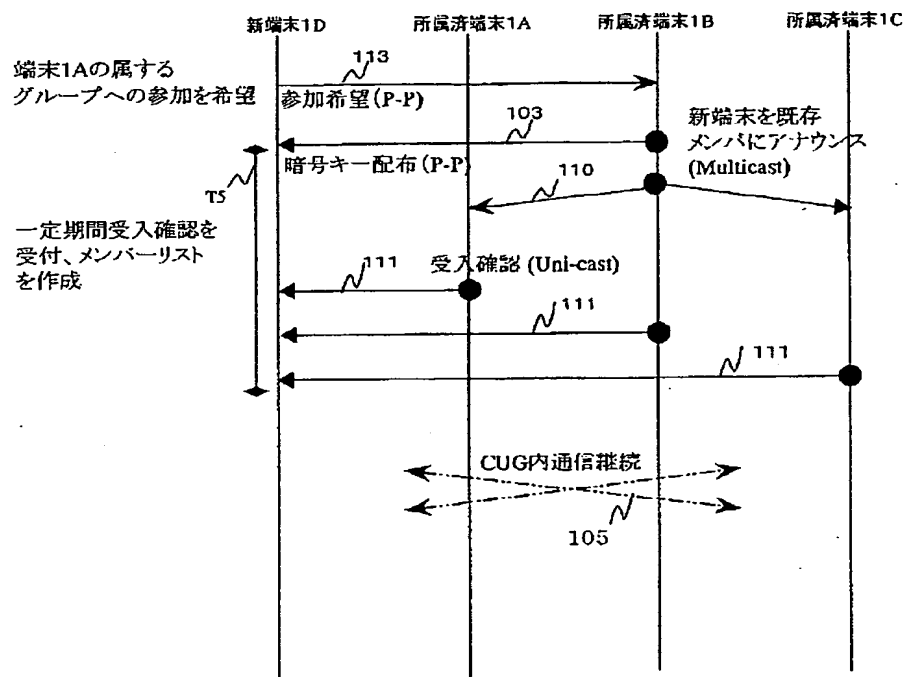 新端末1D
所属済端末1A
所属済端末1B
所属済端末1C
113
端末1Aの属する
グループへの参加を希望
参加希望(P-P)
103
新端末を既存
メンバにアナウンス
(Multicast)
暗号キー配布(P-P)
T5
110
一定期間受入確認を
受付、メンバーリスト
を作成
111
受入確認 (Uni-cast)
111
111
CUG内通信継続
105